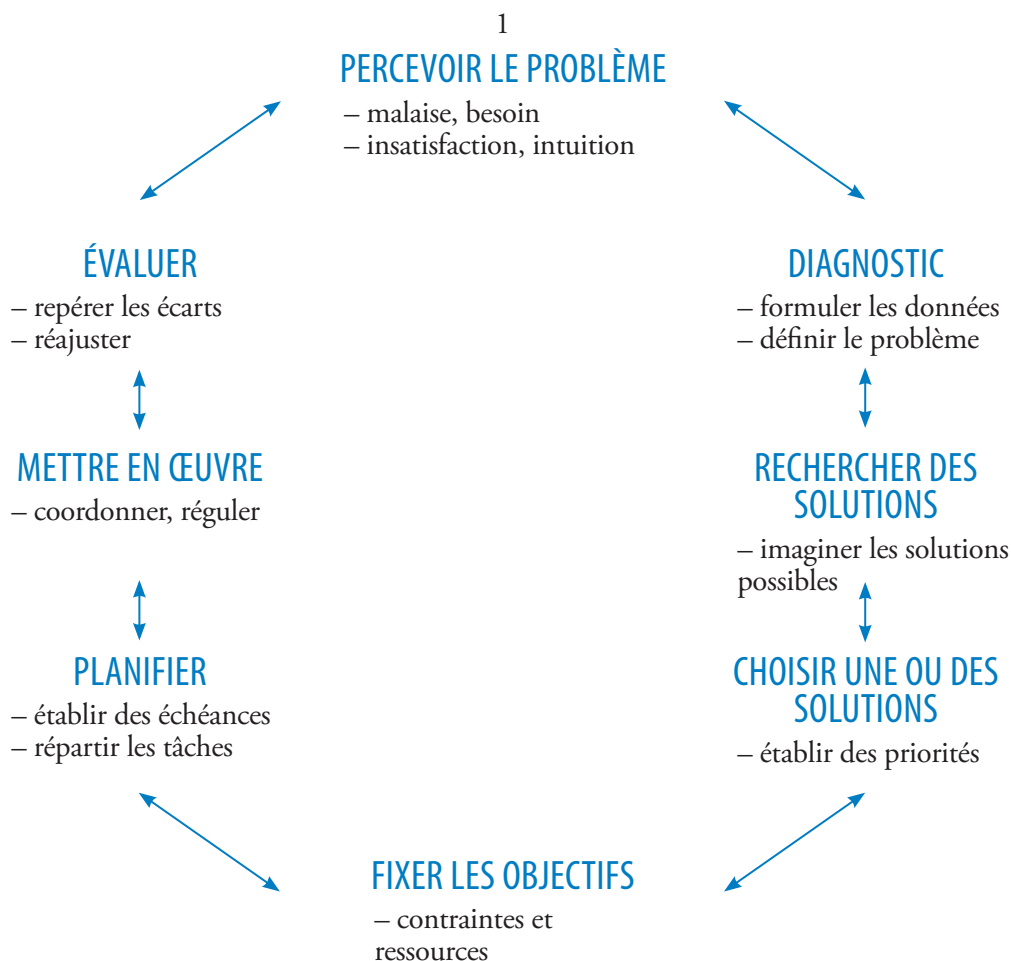 1
PERCEVOIR LE PROBLÈME
– malaise, besoin
– insatisfaction, intuition
DIAGNOSTIC
– formuler les données
– définir le problème
RECHERCHER DES
SOLUTIONS
– imaginer les solutions
possibles
CHOISIR UNE OU DES
SOLUTIONS
– établir des priorités
FIXER LES OBJECTIFS
– contraintes et
ressources
PLANIFIER
– établir des échéances
– répartir les tâches
METTRE EN ŒUVRE
– coordonner, réguler
ÉVALUER
– repérer les écarts
– réajuster